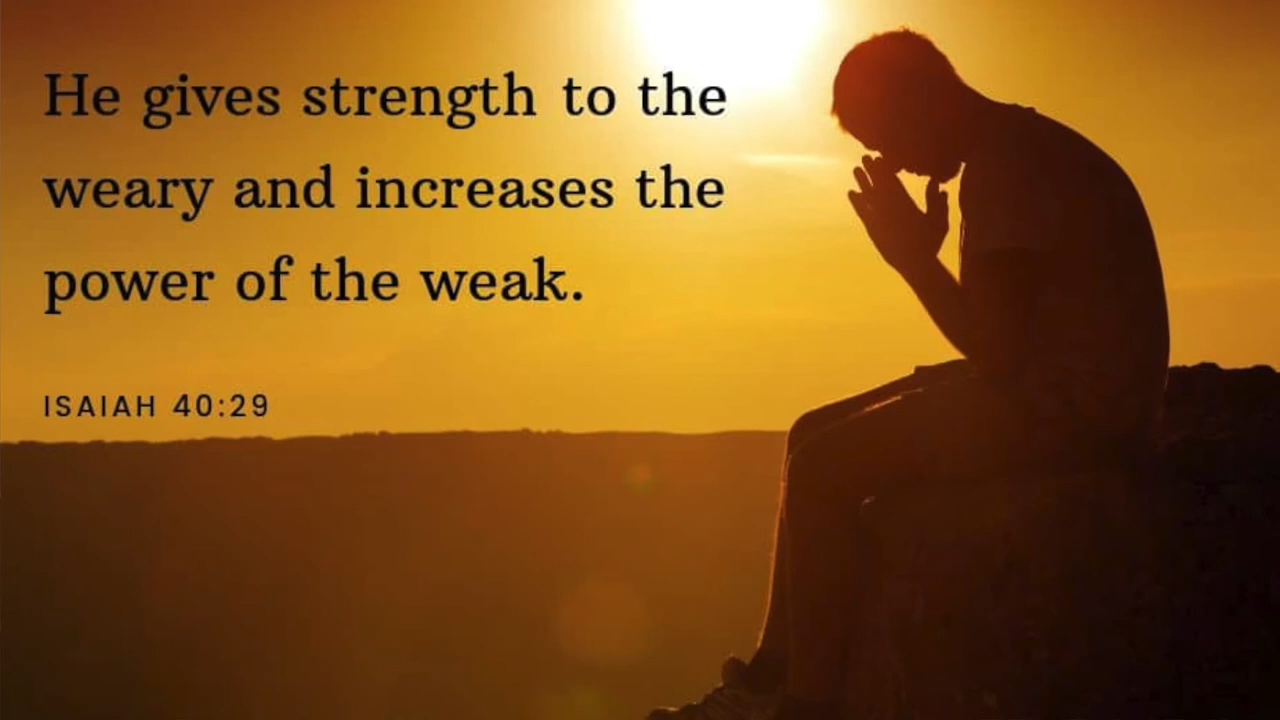 He gives strength to the
weary and increases the
power of the weak.
ISAIAH 40:29